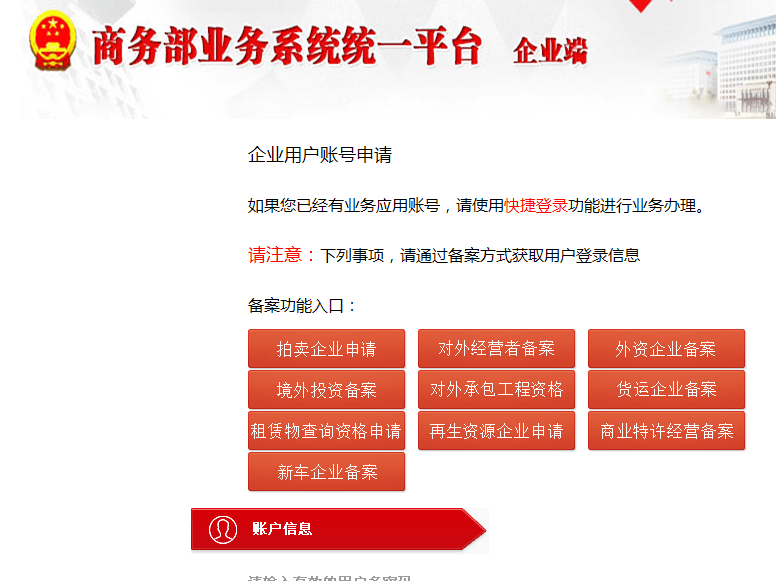 商务部业务系统统一平台 企业端
企业用户账号申请
如果您已经有业务应用账号，请使用快捷登录功能进行业务办理。
请注意：下列事项，请通过备案方式获取用户登录信息
备案功能入口：
拍卖企业申请 对外经营者备案 外资企业备案
境外投资备案 对外承包工程资格 货运企业备案
租赁物查询资格申请 再生资源企业申请 商业特许经营备案
新车企业备案
账户信息